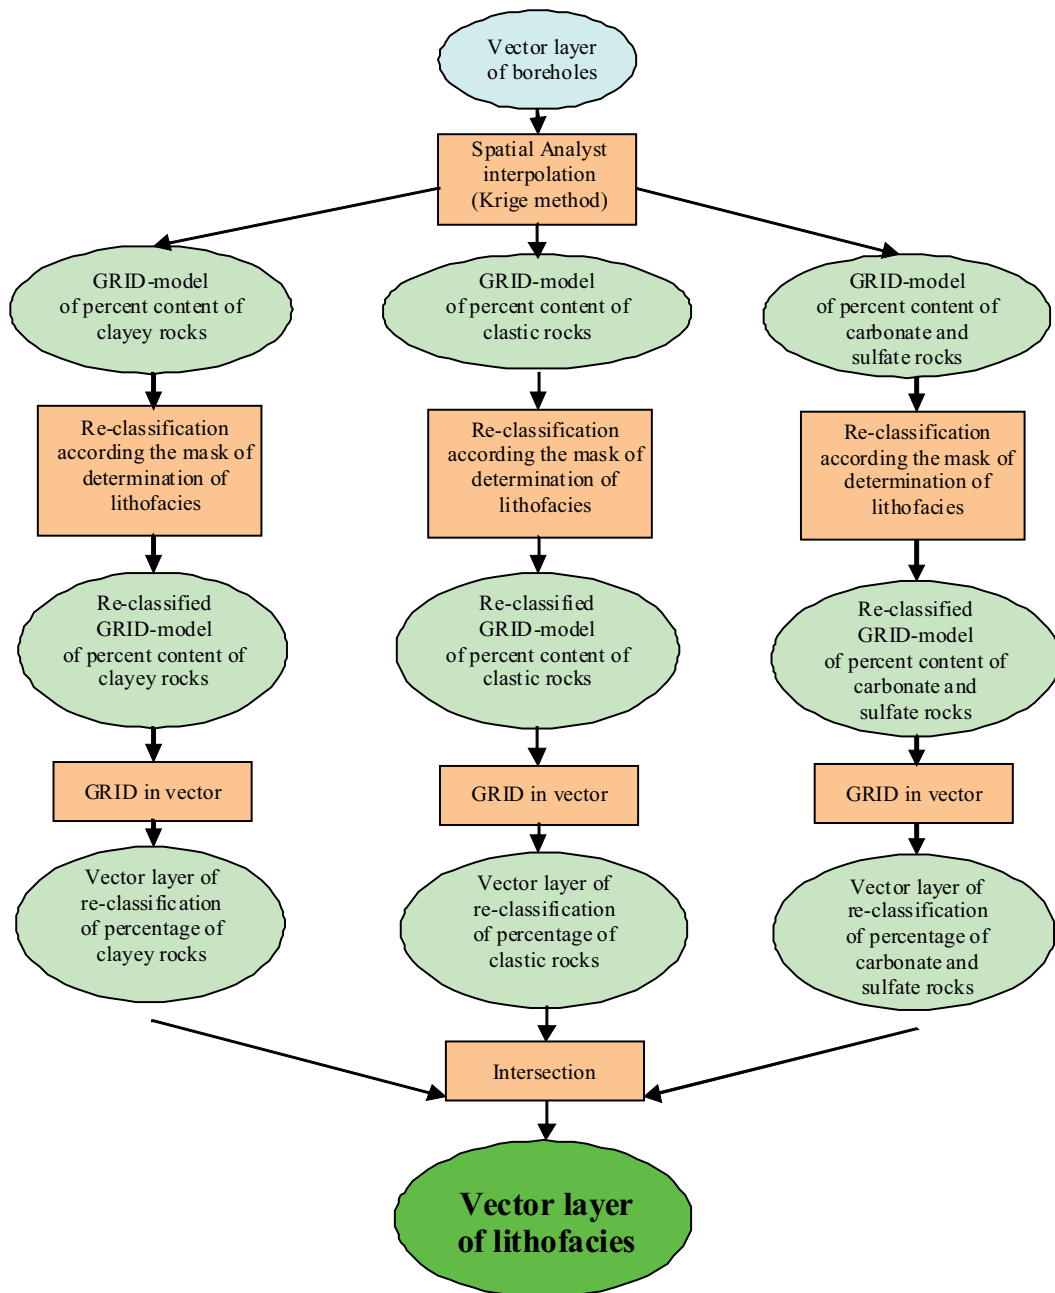 Vector layer
of boreholes
Spatial Analyst
interpolation
(Krige method)
GRID-model
of percent content of
clayey rocks
GRID-model
of percent content of
clastic rocks
GRID-model
of percent content of
carbonate and
sulfate rocks
Re-classification
according the mask of
determination of
lithofacies
Re-classification
according the mask of
determination of
lithofacies
Re-classification
according the mask of
determination of
lithofacies
Re-classified
GRID-model
of percent content of
clayey rocks
Re-classified
GRID-model
of percent content of
clastic rocks
Re-classified
GRID-model
of percent content of
carbonate and
sulfate rocks
GRID in vector
GRID in vector
GRID in vector
Vector layer of
re-classification
of percentage of
clayey rocks
Vector layer of
re-classification
of percentage of
clastic rocks
Vector layer of
re-classification
of percentage of
carbonate and
sulfate rocks
Intersection
Vector layer
of lithofacies